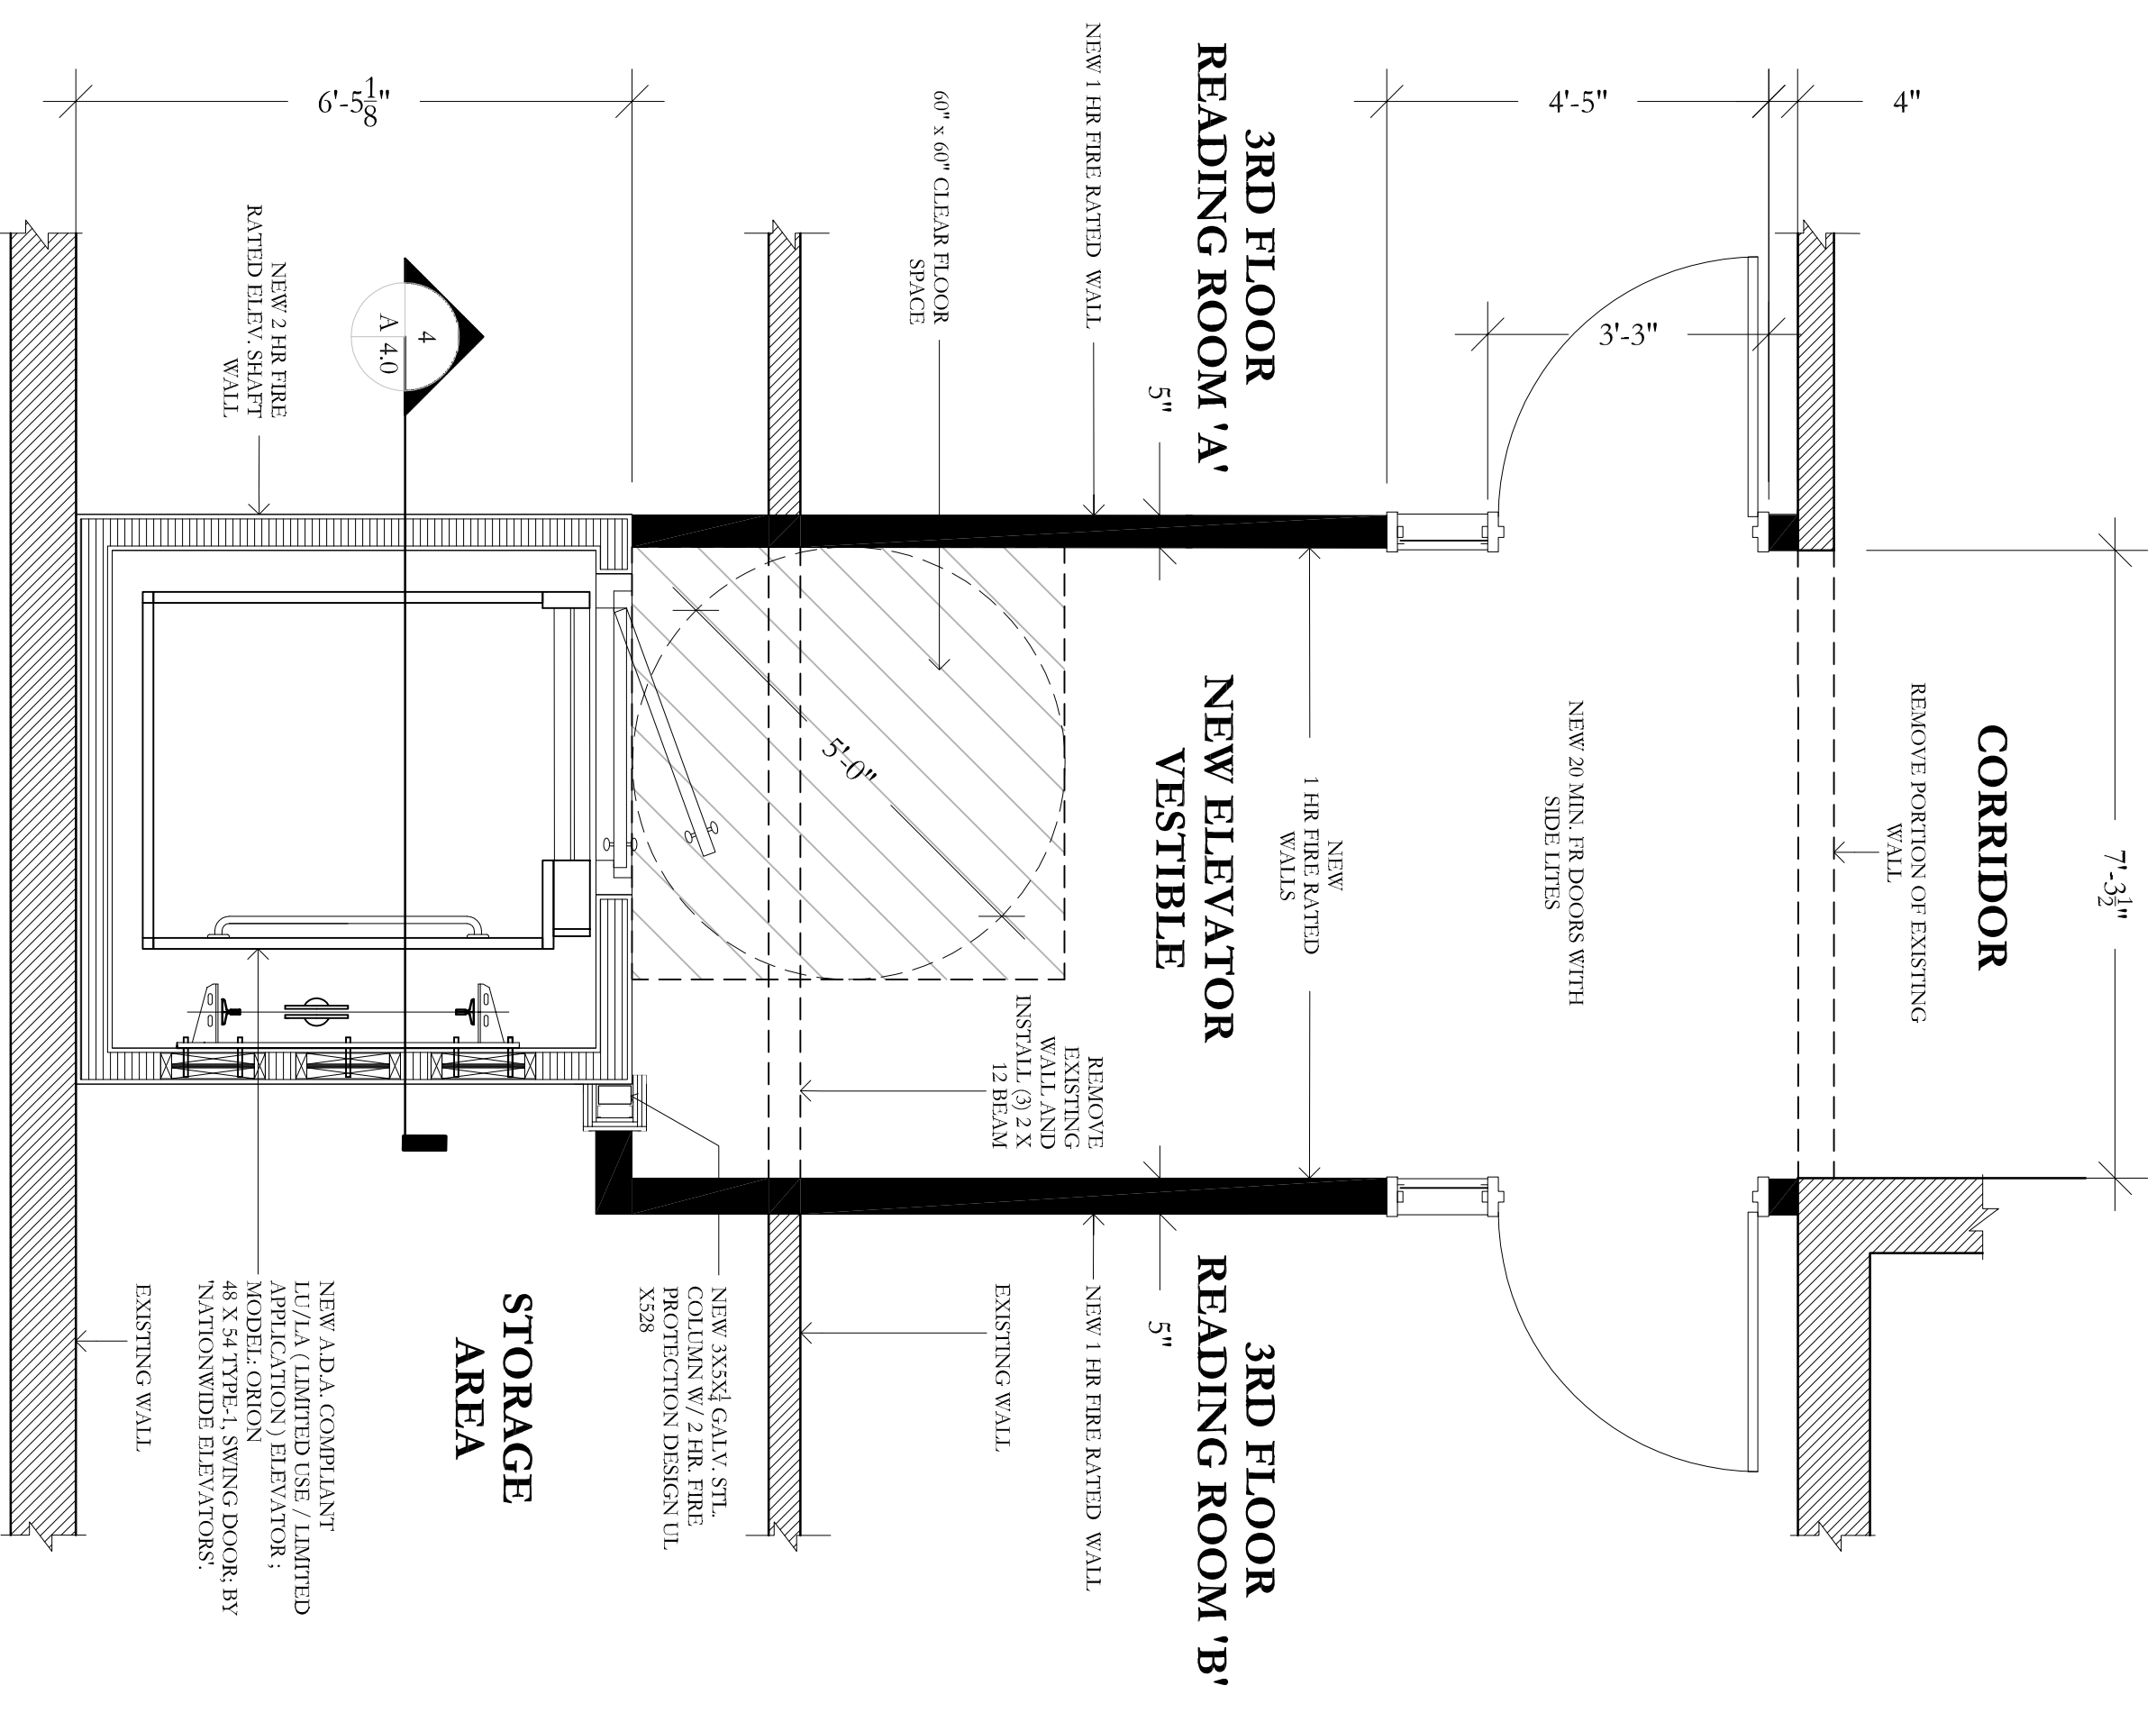 CORRIDOR
7'-3 1/2"
REMOVE PORTION OF EXISTING
WALL
4"
4'-5"
3'-3"
NEW 20 MIN. FR DOORS WITH
SIDE LITES
NEW
1 HR FIRE RATED
WALLS
3RD FLOOR
READING ROOM 'A'
NEW ELEVATOR
VESTIBLE
3RD FLOOR
READING ROOM 'B'
5"
5"
NEW 1 HR FIRE RATED WALL
NEW 1 HR FIRE RATED WALL
REMOVE
EXISTING
WALL AND
INSTALL (3) 2 X
12 BEAM
EXISTING WALL
60" x 60" CLEAR FLOOR
SPACE
5'-0"
NEW 3X5X1/4 GALV. STL.
COLUMN W/ 2 HR. FIRE
PROTECTION DESIGN UL
X528
STORAGE
AREA
6'-5 1/8"
4
A 4.0
NEW 2 HR FIRE
RATED ELEV. SHAFT
WALL
NEW A.D.A. COMPLIANT
LU/LA (LIMITED USE / LIMITED
APPLICATION ) ELEVATOR ;
MODEL: ORION
48 X 54 TYPE-1, SWING DOOR; BY
'NATIONWIDE ELEVATORS'.
EXISTING WALL